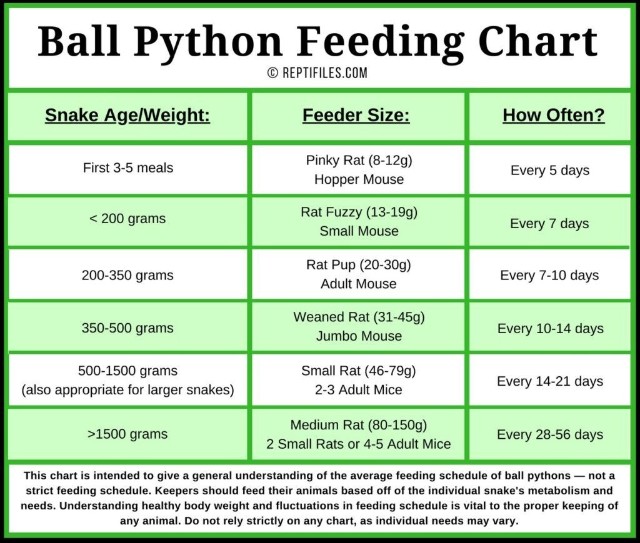 Ball Python Feeding Chart
© REPTIFILES.COM
Snake Age/Weight:
Feeder Size:
How Often?
First 3-5 meals
Pinky Rat (8-12g)
Hopper Mouse
Every 5 days
< 200 grams
Rat Fuzzy (13-19g)
Small Mouse
Every 7 days
200-350 grams
Rat Pup (20-30g)
Adult Mouse
Every 7-10 days
350-500 grams
Weaned Rat (31-45g)
Jumbo Mouse
Every 10-14 days
500-1500 grams
(also appropriate for larger snakes)
Small Rat (46-79g)
2-3 Adult Mice
Every 14-21 days
>1500 grams
Medium Rat (80-150g)
2 Small Rats or 4-5 Adult Mice
Every 28-56 days
This chart is intended to give a general understanding of the average feeding schedule of ball pythons — not a
strict feeding schedule. Keepers should feed their animals based off of the individual snake's metabolism and
needs. Understanding healthy body weight and fluctuations in feeding schedule is vital to the proper keeping of
any animal. Do not rely strictly on any chart, as individual needs may vary.